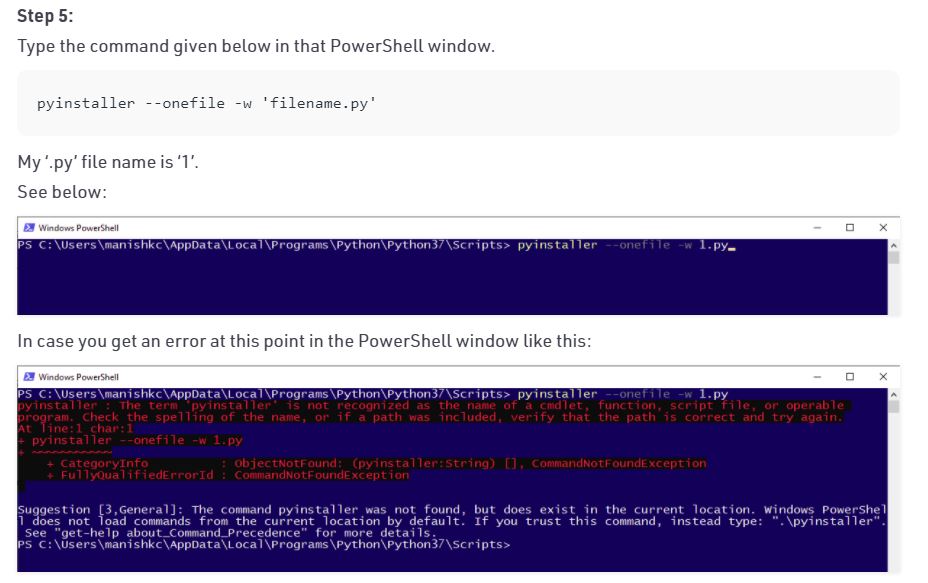 Step 5:
Type the command given below in that PowerShell window.
pyinstaller --onefile -w 'filename.py'
My ‘.py’ file name is ‘1’.
See below:
Windows PowerShell
PS C:\Users\manishkc\AppData\Local\Programs\Python\Python37\Scripts> pyinstaller --onefile -w 1.py_
In case you get an error at this point in the PowerShell window like this:
Windows PowerShell
PS C:\Users\manishkc\AppData\Local\Programs\Python\Python37\Scripts> pyinstaller --onefile -w 1.py
pyinstaller : The term 'pyinstaller' is not recognized as the name of a cmdlet, function, script file, or operable
program. Check the spelling of the name, or if a path was included, verify that the path is correct and try again.
At line:1 char:1
+ pyinstaller --onefile -w 1.py
+ ~~~~~~~~~~~
+ CategoryInfo : ObjectNotFound: (pyinstaller:String) [], CommandNotFoundException
+ FullyQualifiedErrorId : CommandNotFoundException
Suggestion [3,General]: The command pyinstaller was not found, but does exist in the current location. Windows PowerShel
l does not load commands from the current location by default. If you trust this command, instead type: ".\pyinstaller".
See "get-help about_Command_Precedence" for more details.
PS C:\Users\manishkc\AppData\Local\Programs\Python\Python37\Scripts>